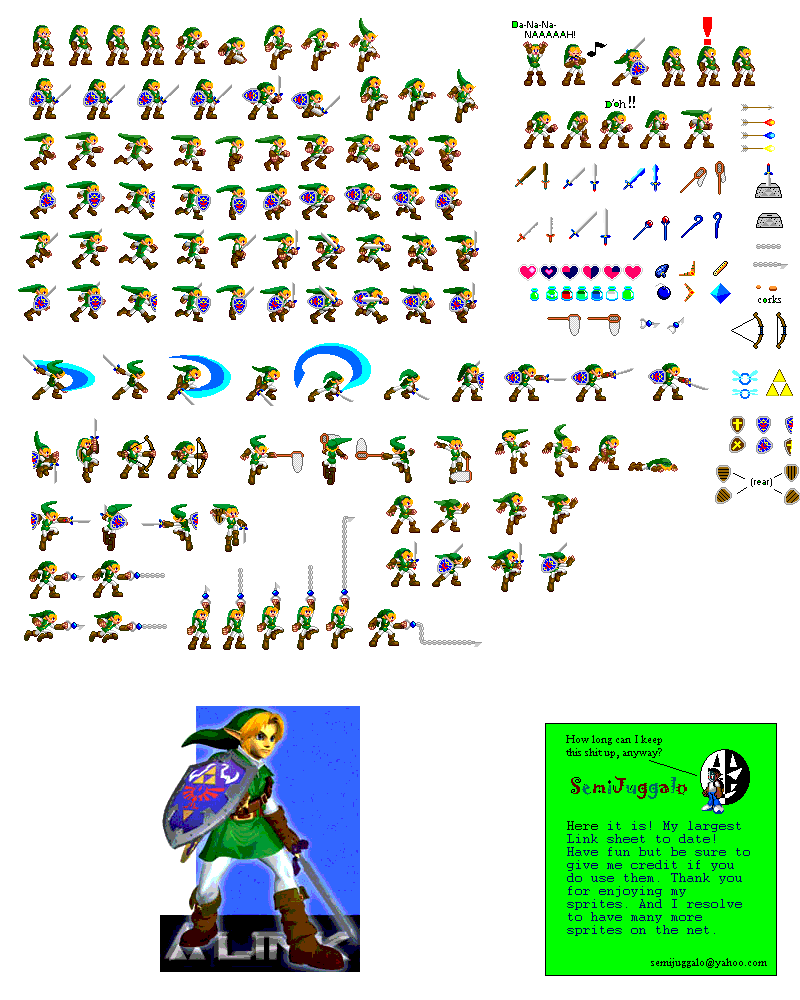 Da-Na-Na-
NAAAAAH!
!
D'oh!!
corks
(rear)
LINK
How long can I keep
this shit up, anyway?
SemiJuggalo
Here it is! My largest
Link sheet to date!
Have fun but be sure to
give me credit if you
do use them. Thank you
for enjoying my
sprites. And I resolve
to have many more
sprites on the net.
semijuggalo@yahoo.com